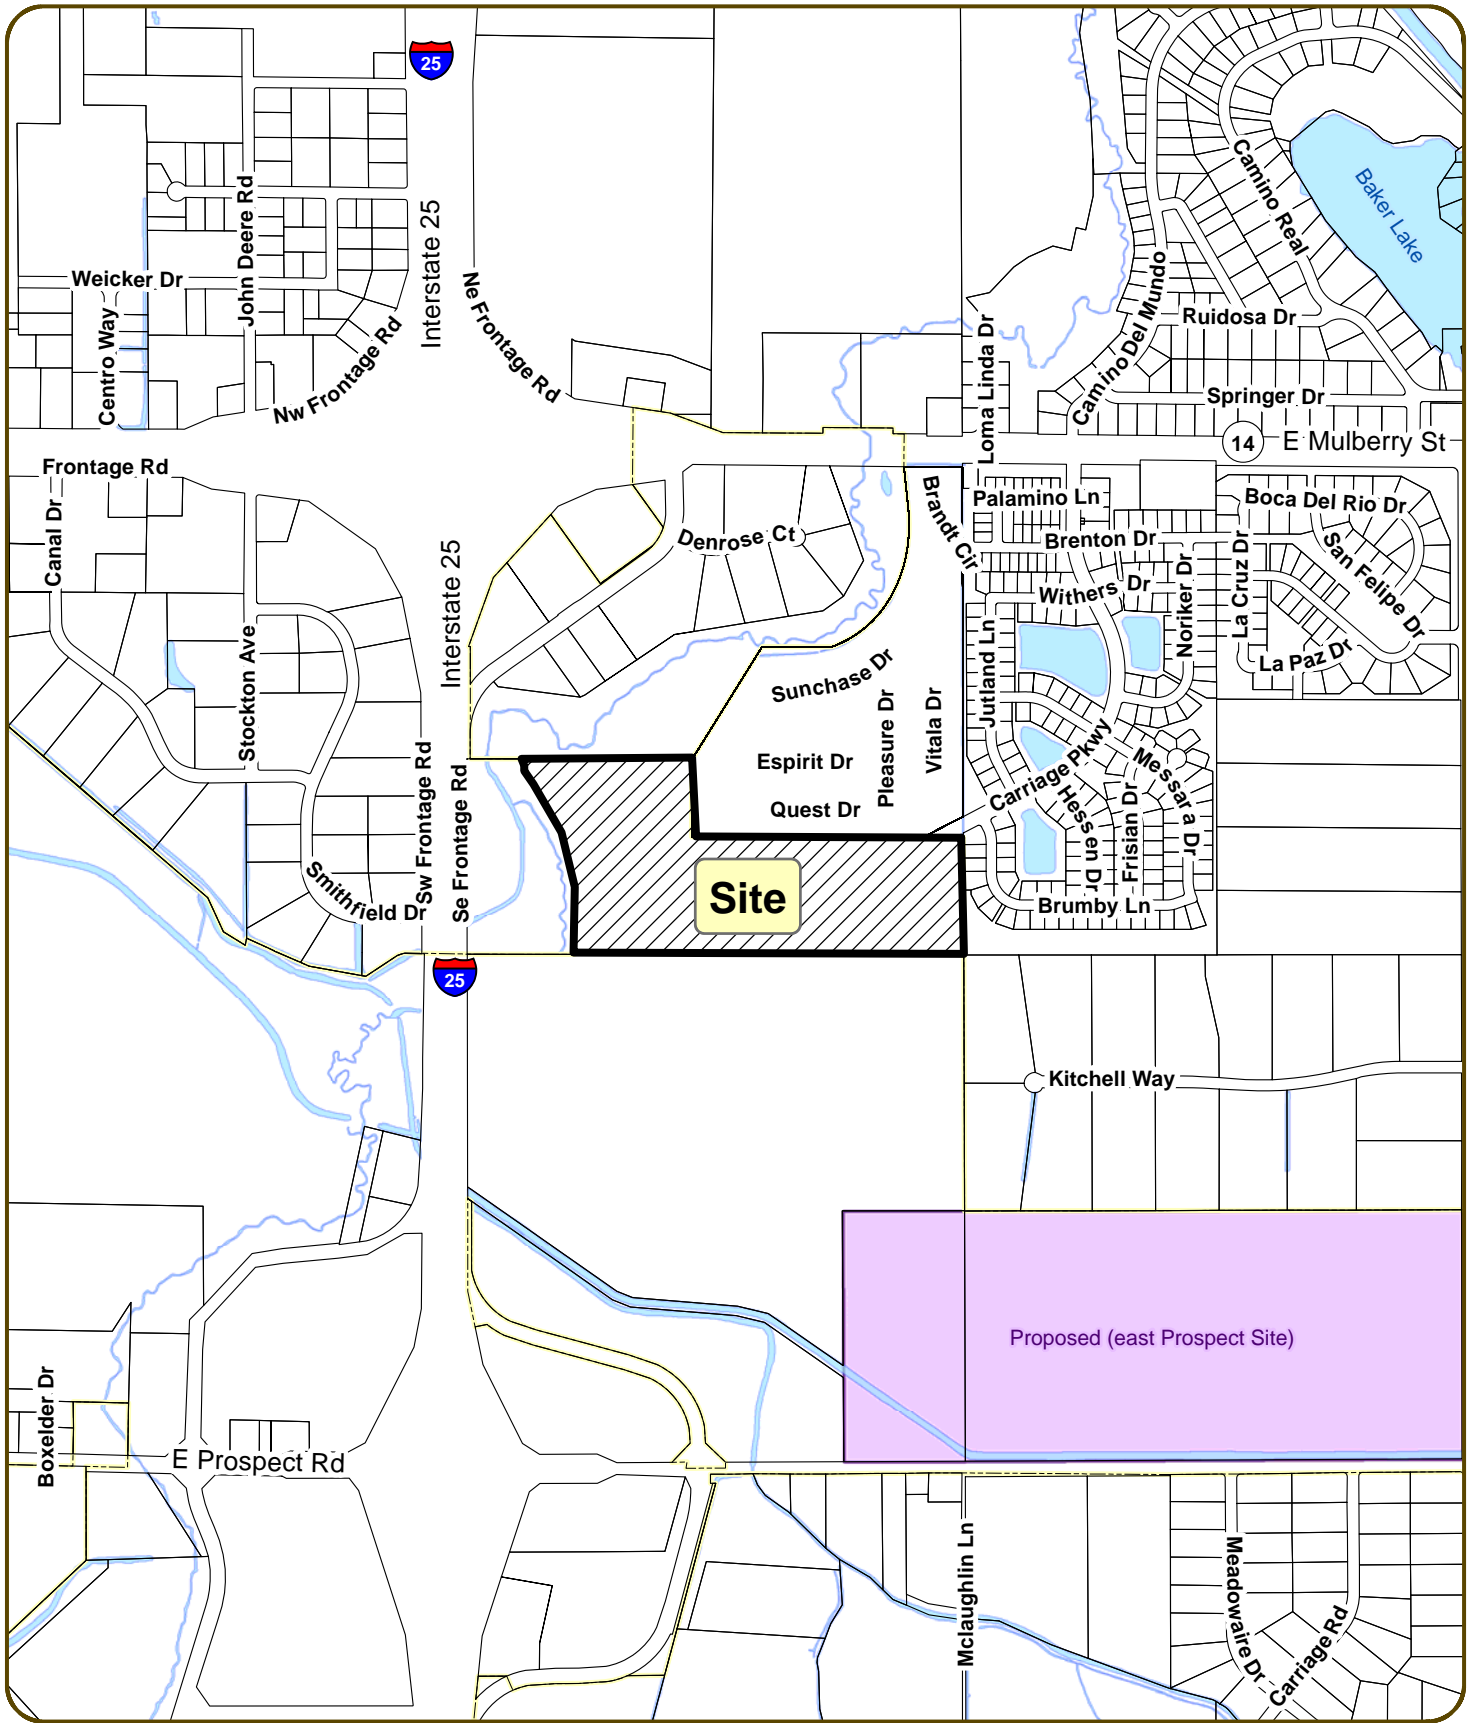 25
Interstate 25
John Deere Rd
Weicker Dr
Centro Way
Nw Frontage Rd
Ne Frontage Rd
Camino Real
Baker Lake
Camino Del Mundo
Ruidosa Dr
Loma Linda Dr
Springer Dr
14
E Mulberry St
Frontage Rd
Canal Dr
Brandt Cir
Palamino Ln
Boca Del Rio Dr
Denrose Ct
Brenton Dr
San Felipe Dr
Interstate 25
Withers Dr
Noriker Dr
La Cruz Dr
La Paz Dr
Stockton Ave
Jutland Ln
Sunchase Dr
Pleasure Dr
Vitala Dr
Espirit Dr
Quest Dr
Carriage Pkwy
Messara Dr
Hessen Dr
Frisian Dr
Sw Frontage Rd
Se Frontage Rd
Smithfield Dr
Site
Brumby Ln
25
Kitchell Way
Proposed (east Prospect Site)
Boxelder Dr
E Prospect Rd
Mclaughlin Ln
Meadowaire Dr
Carriage Rd